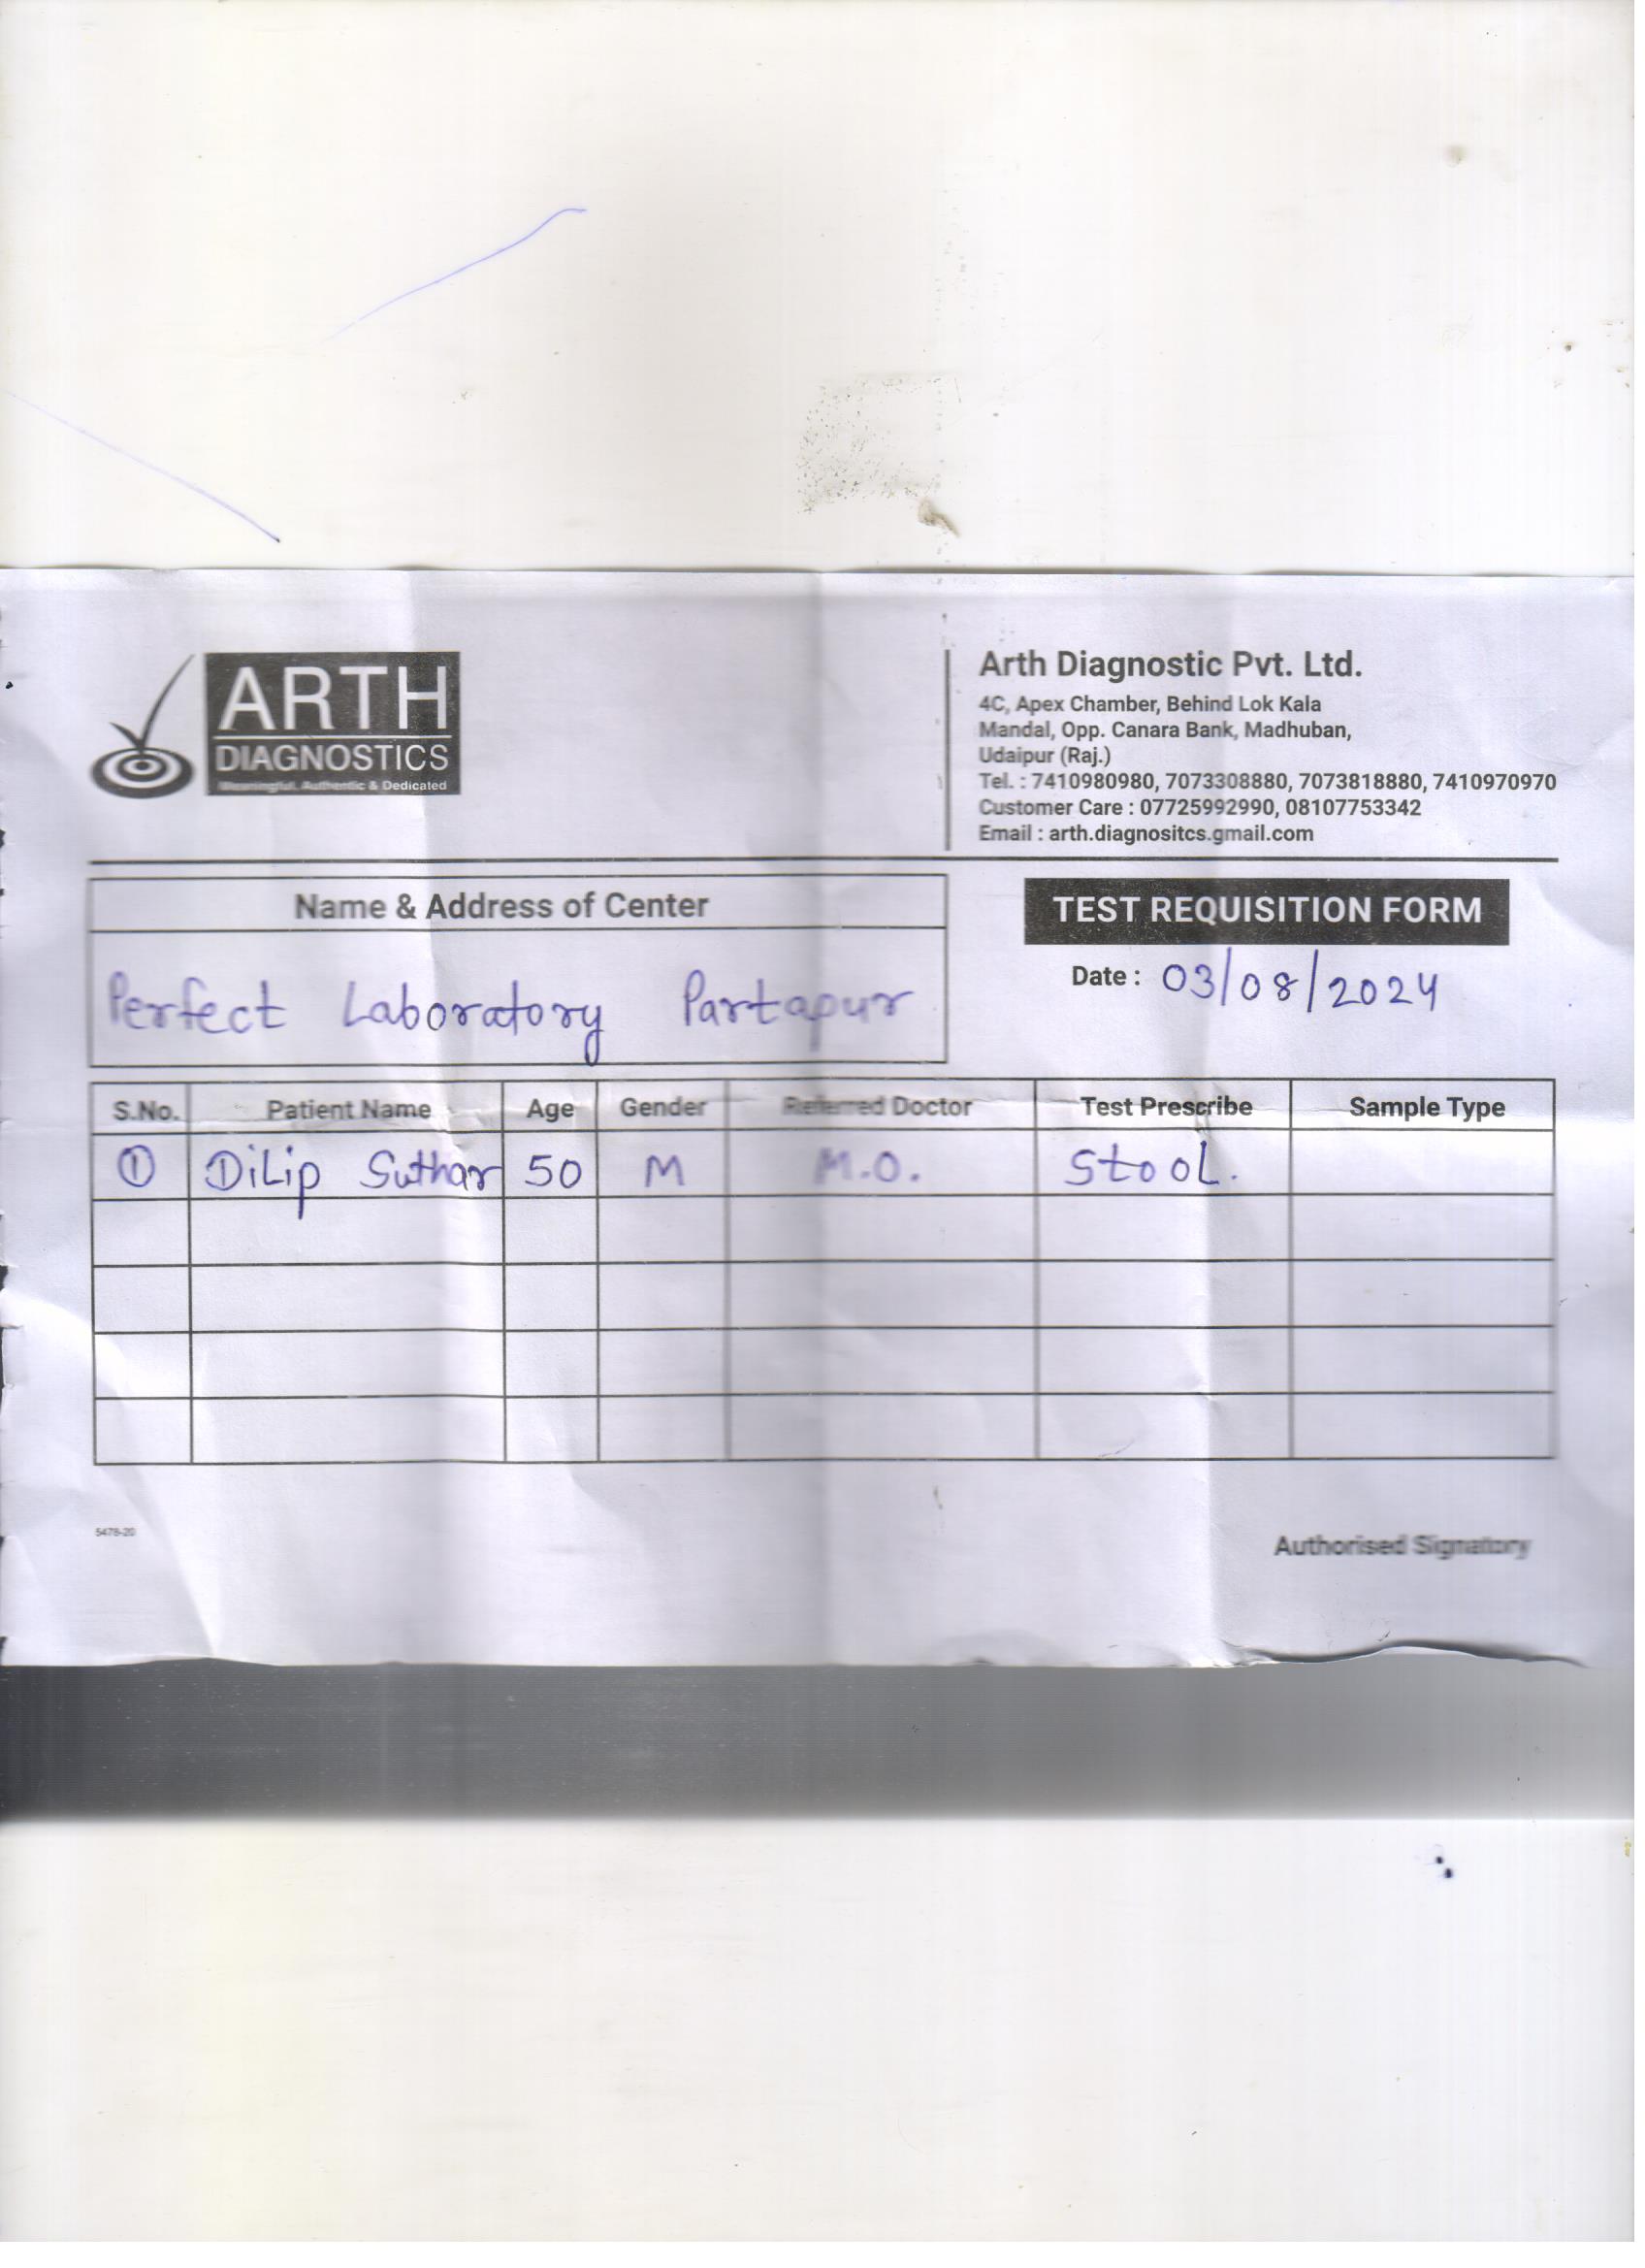 ARTH
DIAGNOSTICS
Meaningful, Authentic & Dedicated
Arth Diagnostic Pvt. Ltd.
4C, Apex Chamber, Behind Lok Kala
Mandal, Opp. Canara Bank, Madhuban,
Udaipur (Raj.)
Tel. : 7410980980, 7073308880, 7073818880, 7410970970
Customer Care : 07725992990, 08107753342
Email : arth.diagnositcs.gmail.com
Name & Address of Center
Perfect Laboratory Partapur
TEST REQUISITION FORM
Date : 03/08/2024
S.No. Patient Name Age Gender Referred Doctor Test Prescribe Sample Type
① DiLip Suthar 50 M M.O. StooL.
5478-20
Authorised Signatory